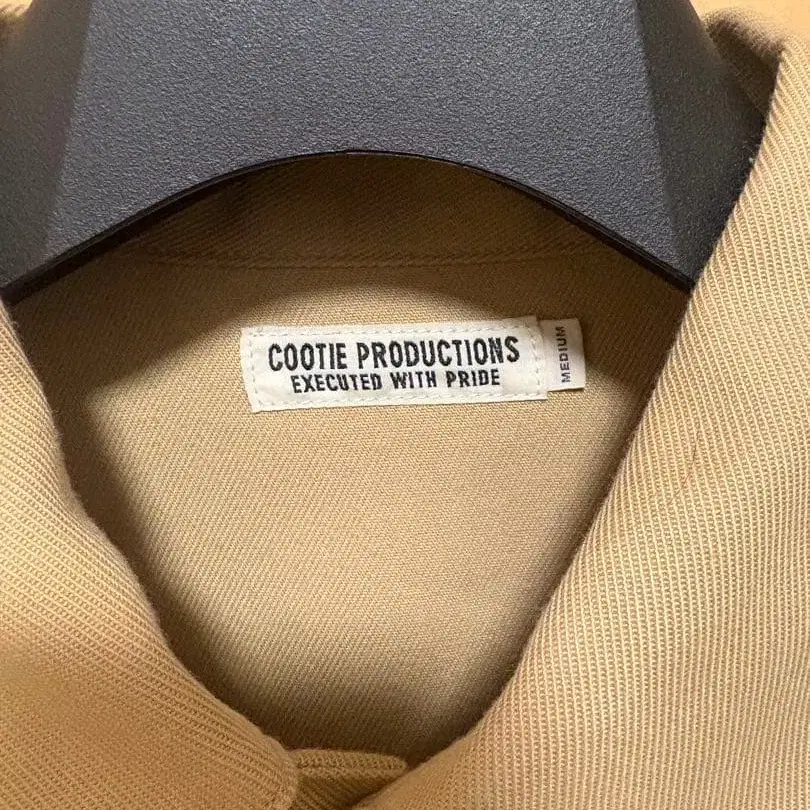 COOTIE PRODUCTIONS
EXECUTED WITH PRIDE
MEDIUM